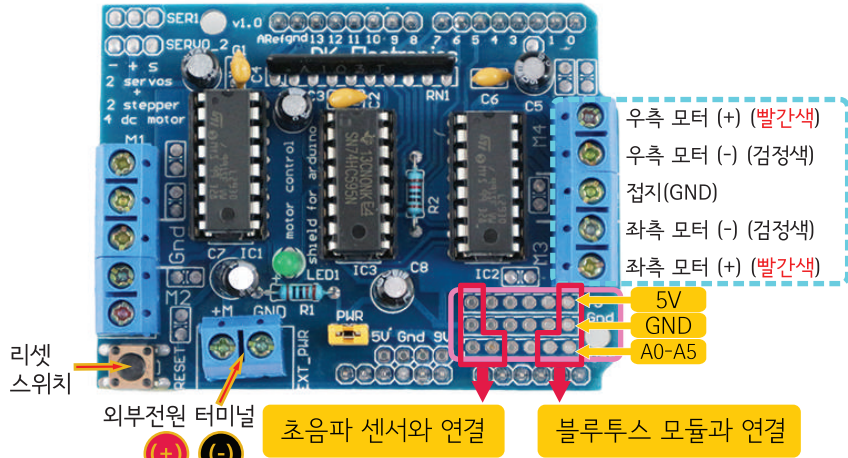 SER1
v1.0
ARefgnd13 12 11 10 9 8 7 6 5 4 3 1 0
SERVO_2
- + S
2 servos
+
2 stepper
4 dc motor
C4
C3
C2
RN1
C6
C5
M1
M4
우측 모터 (+) (빨간색)
우측 모터 (-) (검정색)
접지(GND)
좌측 모터 (-) (검정색)
좌측 모터 (+) (빨간색)
motor control
shield for arduino
SN74HC595N
R2
Gnd
M3
C7 IC1
LED1
IC3
C8
IC2
M2
+M GND
R1
PWR
5V Gnd 9V
EXT_PWR
RESET
Gnd
5V
GND
A0-A5
리셋
스위치
외부전원 터미널
(+) (-)
초음파 센서와 연결
블루투스 모듈과 연결